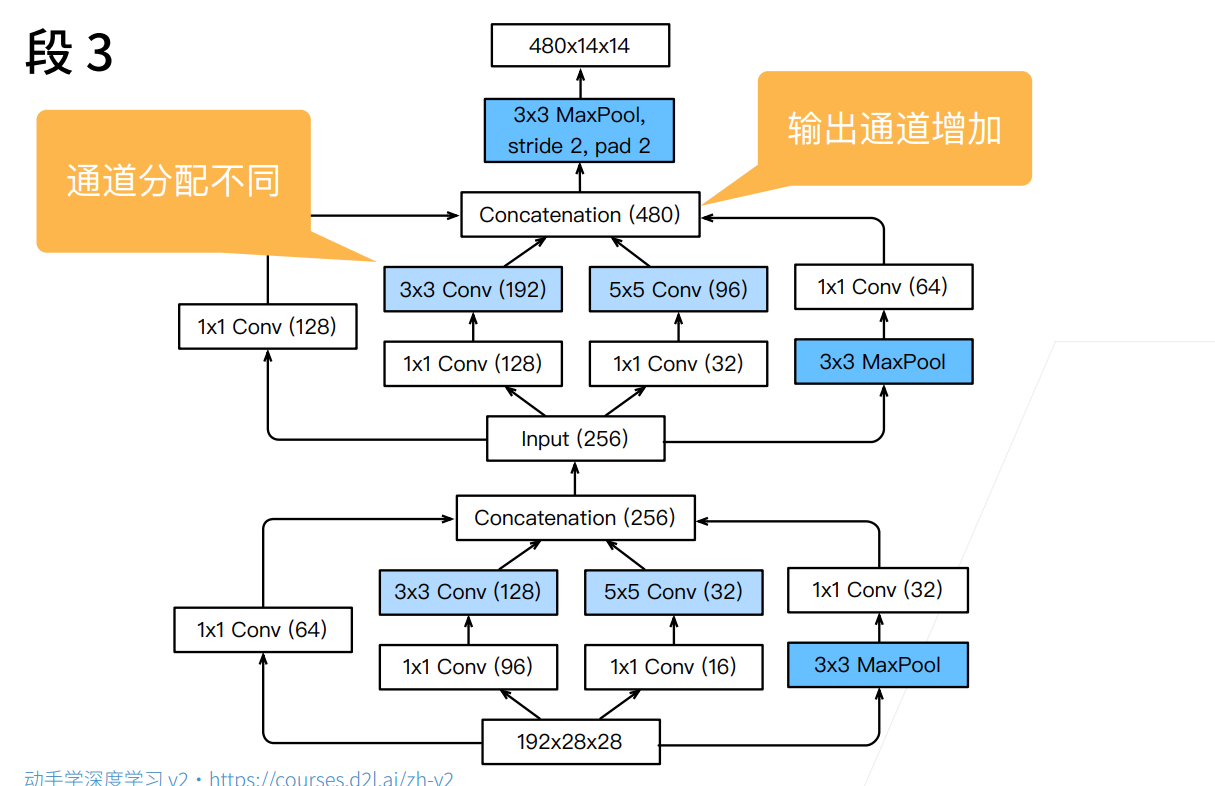 段 3
480x14x14
3x3 MaxPool,
stride 2, pad 2
输出通道增加
通道分配不同
Concatenation (480)
3x3 Conv (192)
5x5 Conv (96)
1x1 Conv (64)
1x1 Conv (128)
1x1 Conv (128)
1x1 Conv (32)
3x3 MaxPool
Input (256)
Concatenation (256)
3x3 Conv (128)
5x5 Conv (32)
1x1 Conv (32)
1x1 Conv (64)
1x1 Conv (96)
1x1 Conv (16)
3x3 MaxPool
192x28x28
动手学深度学习 v2・https://courses.d2l.ai/zh-v2